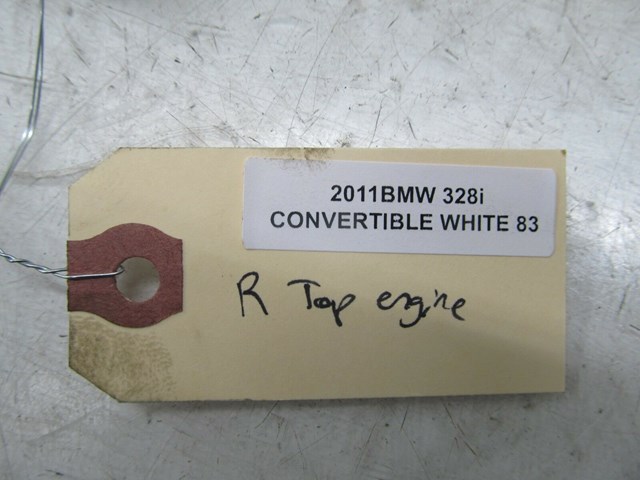 2011BMW 328i
CONVERTIBLE WHITE 83
R Top engine